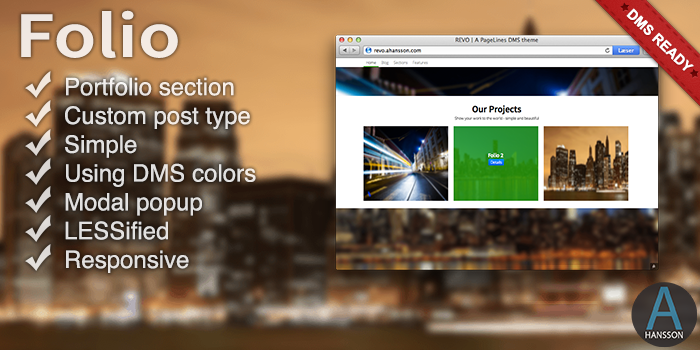 Folio
Portfolio section
Custom post type
Simple
Using DMS colors
Modal popup
LESSified
Responsive
DMS READY
REVO | A PageLines DMS theme
revo.ahansson.com
Læser
Home Blog Sections Features
Our Projects
Show your work to the world - simple and beautiful
Folio 2
Details
A
HANSSON